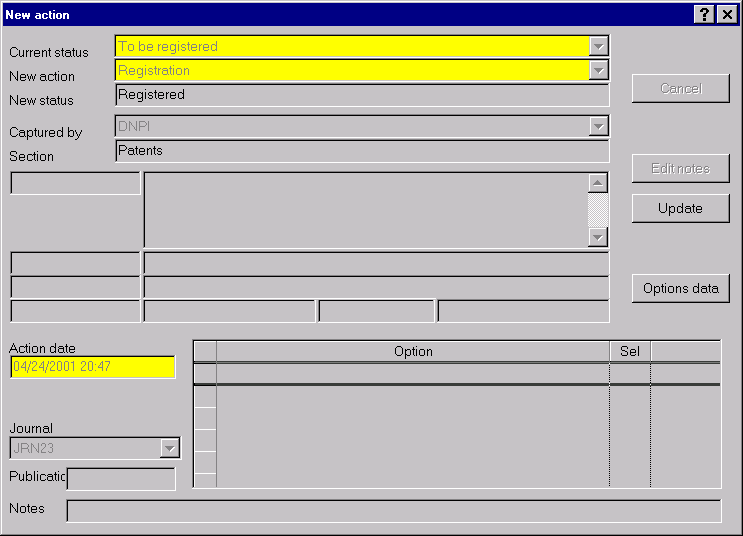 New action
Current status To be registered
New action Registration
New status Registered
Cancel
Captured by DNPI
Section Patents
Edit notes
Update
Options data
Action date
04/24/2001 20:47
Option Sel
Journal
JRN23
Publicatic
Notes